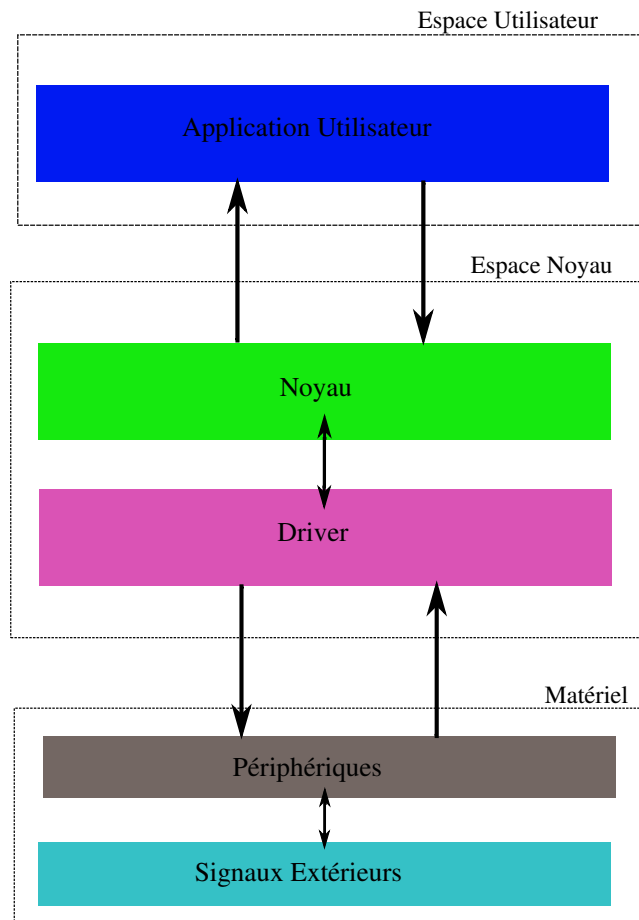 Espace Utilisateur
Application Utilisateur
Espace Noyau
Noyau
Driver
Matériel
Périphériques
Signaux Extérieurs